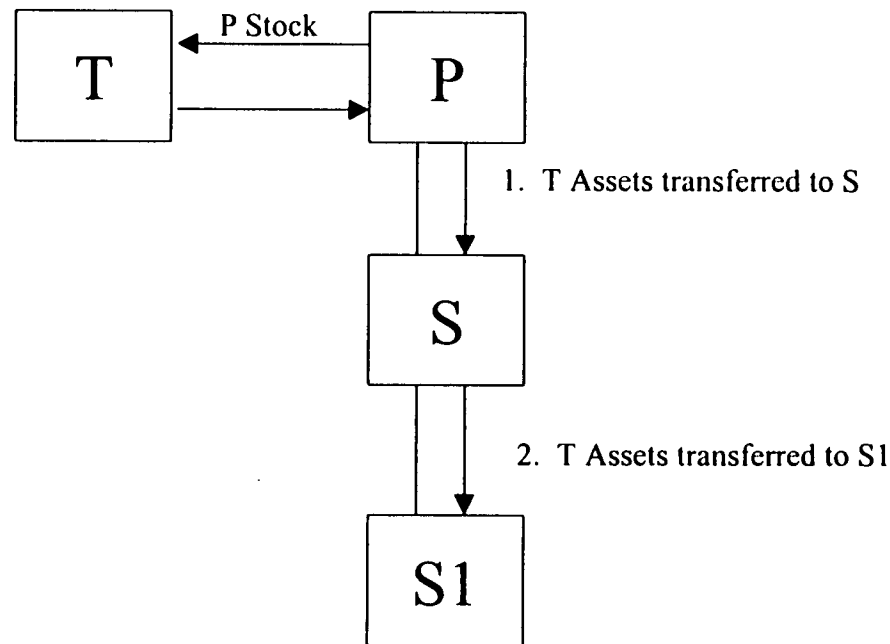 P Stock
T
P
1. T Assets transferred to S
S
2. T Assets transferred to S1
S1